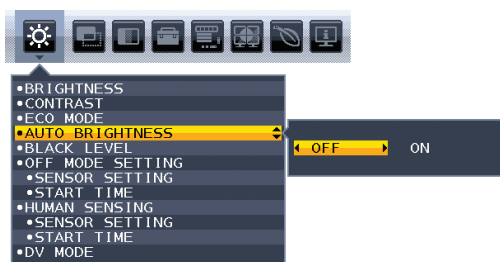 •BRIGHTNESS
•CONTRAST
•ECO MODE
•AUTO BRIGHTNESS
OFF ON
•BLACK LEVEL
•OFF MODE SETTING
•SENSOR SETTING
•START TIME
•HUMAN SENSING
•SENSOR SETTING
•START TIME
•DV MODE